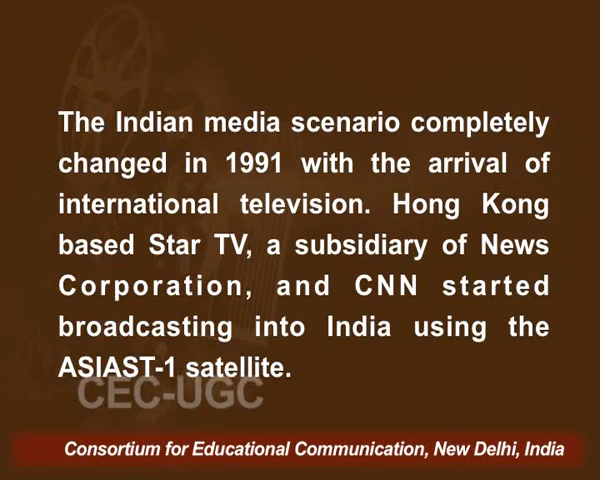 The Indian media scenario completely
changed in 1991 with the arrival of
international television. Hong Kong
based Star TV, a subsidiary of News
Corporation, and CNN started
broadcasting into India using the
ASIAST-1 satellite.
CEC-UGC
Consortium for Educational Communication, New Delhi, India